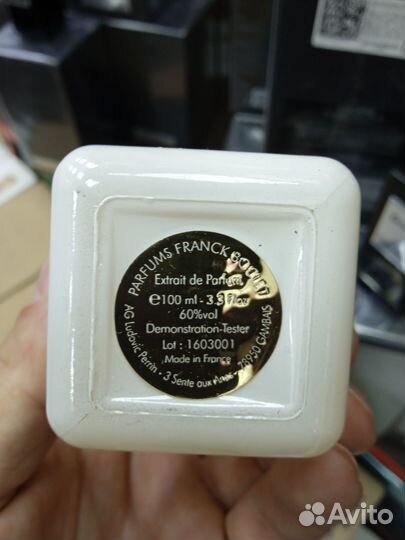 PARFUMS FRANCK BOCLET
Extrait de Parfum
℮100 ml - 3.3 fl oz
60%vol
Demonstration-Tester
Lot : 1603001
Made in France
AG Ludovic Perrin - 3 Sente aux - 78950 GAMBAIS
Avito